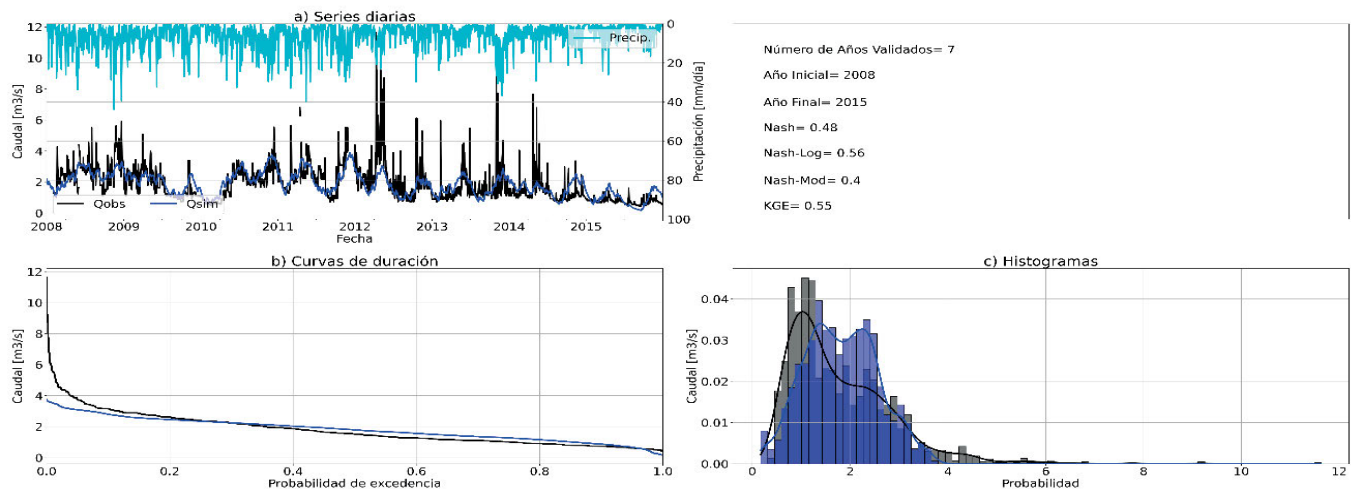 a) Series diarias
12
10
8
6
4
2
0
Caudal [m3/s]
0
20
40
60
80
100
Precipitación [mm/día]
Precip.
Qobs
Qsim
2008
2009
2010
2011
2012
2013
2014
2015
Fecha
Número de Años Validados= 7
Año Inicial= 2008
Año Final= 2015
Nash= 0.48
Nash-Log= 0.56
Nash-Mod= 0.4
KGE= 0.55
b) Curvas de duración
12
10
8
6
4
2
0
Caudal [m3/s]
0.0
0.2
0.4
0.6
0.8
1.0
Probabilidad de excedencia
c) Histogramas
0.04
0.03
0.02
0.01
0.00
Caudal [m3/s]
0
2
4
6
8
10
12
Probabilidad